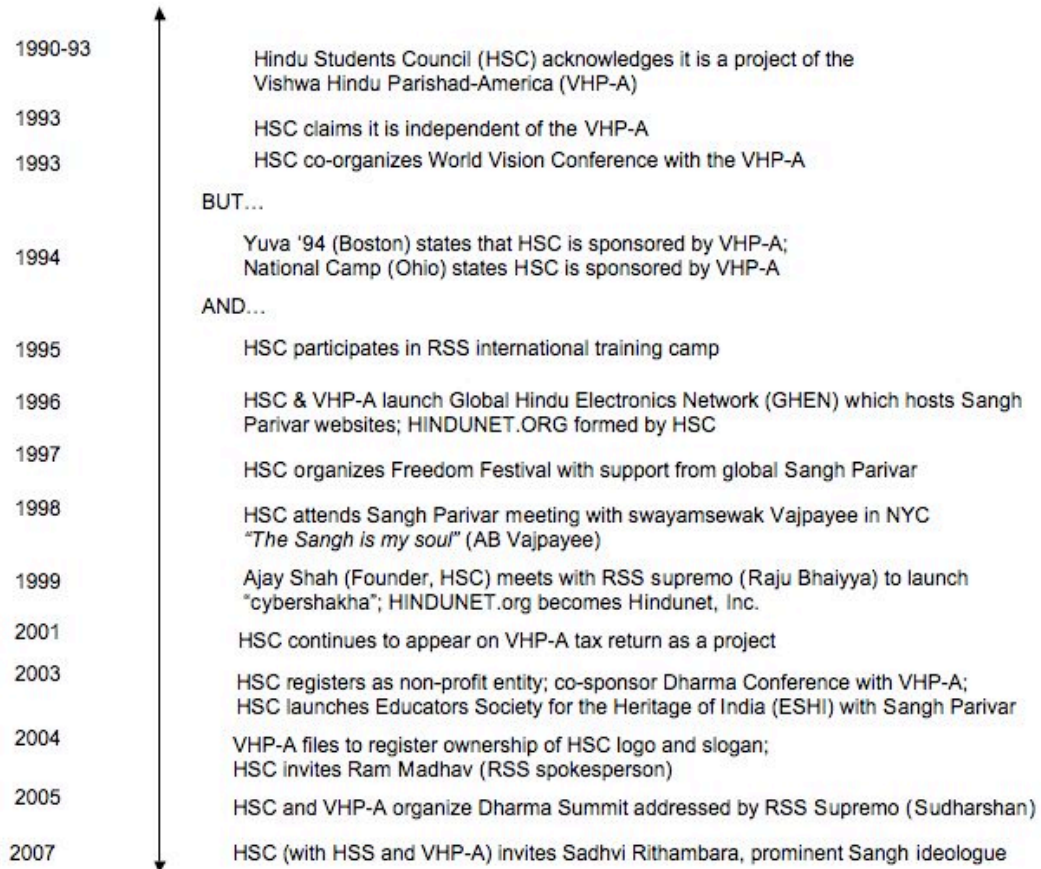 1990-93
Hindu Students Council (HSC) acknowledges it is a project of the
Vishwa Hindu Parishad-America (VHP-A)
1993
HSC claims it is independent of the VHP-A
1993
HSC co-organizes World Vision Conference with the VHP-A
BUT...
1994
Yuva '94 (Boston) states that HSC is sponsored by VHP-A;
National Camp (Ohio) states HSC is sponsored by VHP-A
AND...
1995
HSC participates in RSS international training camp
1996
HSC & VHP-A launch Global Hindu Electronics Network (GHEN) which hosts Sangh
Parivar websites; HINDUNET.ORG formed by HSC
1997
HSC organizes Freedom Festival with support from global Sangh Parivar
1998
HSC attends Sangh Parivar meeting with swayamsewak Vajpayee in NYC
"The Sangh is my soul" (AB Vajpayee)
1999
Ajay Shah (Founder, HSC) meets with RSS supremo (Raju Bhaiyya) to launch
"cybershakha"; HINDUNET.org becomes Hindunet, Inc.
2001
HSC continues to appear on VHP-A tax return as a project
2003
HSC registers as non-profit entity; co-sponsor Dharma Conference with VHP-A;
HSC launches Educators Society for the Heritage of India (ESHI) with Sangh Parivar
2004
VHP-A files to register ownership of HSC logo and slogan;
HSC invites Ram Madhav (RSS spokesperson)
2005
HSC and VHP-A organize Dharma Summit addressed by RSS Supremo (Sudharshan)
2007
HSC (with HSS and VHP-A) invites Sadhvi Rithambara, prominent Sangh ideologue